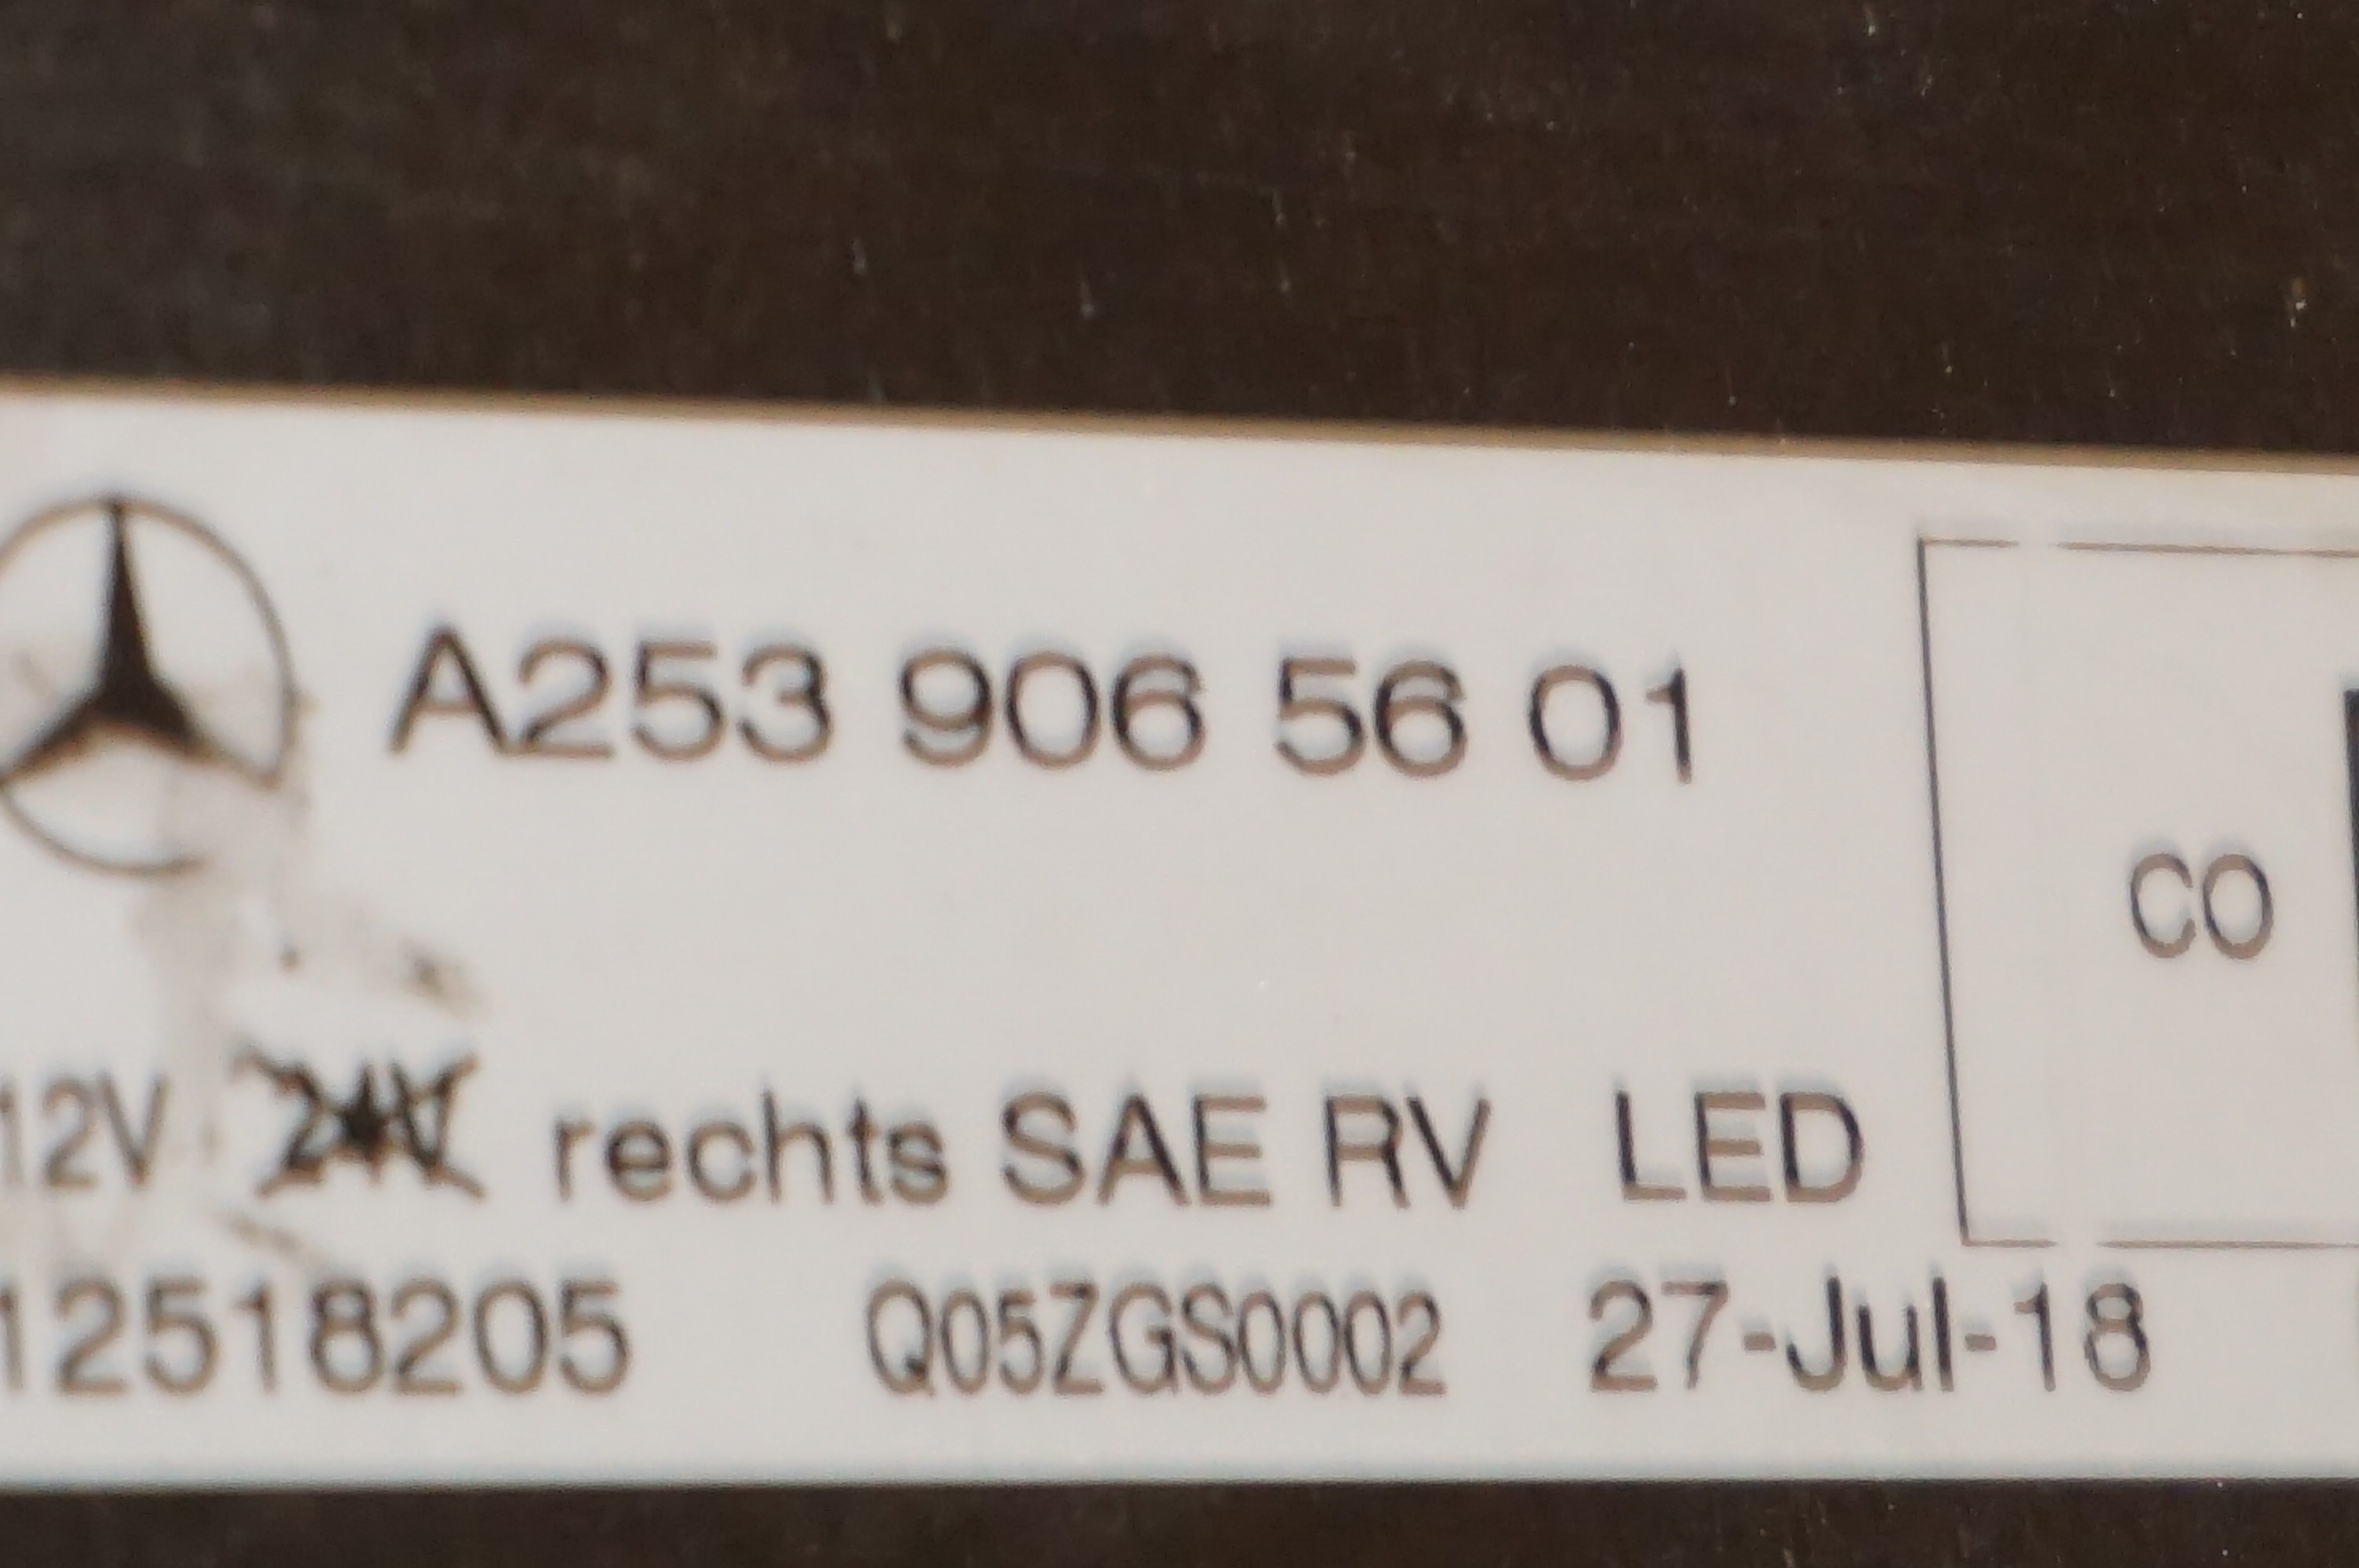 A253 906 56 01
CO
12V 24V rechts SAE RV LED
12518205 Q05ZGS0002 27-Jul-18